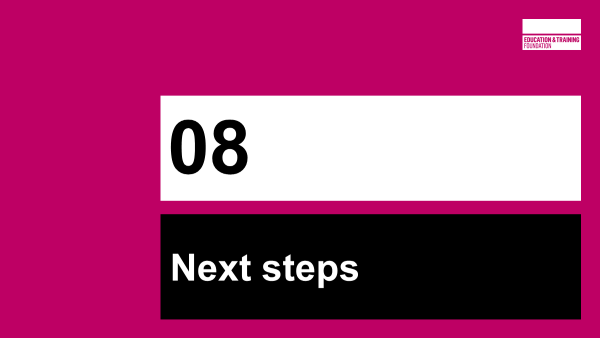 EDUCATION & TRAINING
FOUNDATION
08
Next steps